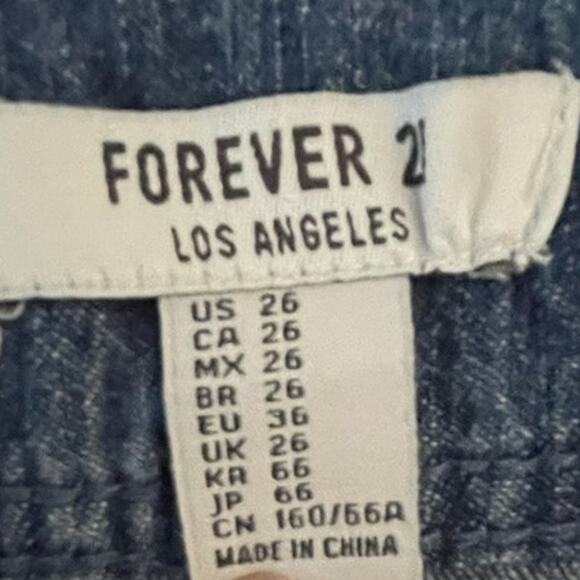 FOREVER 21
LOS ANGELES
US 26
CA 26
MX 26
BR 26
EU 36
UK 26
KR 66
JP 66
CN 160/66A
MADE IN CHINA